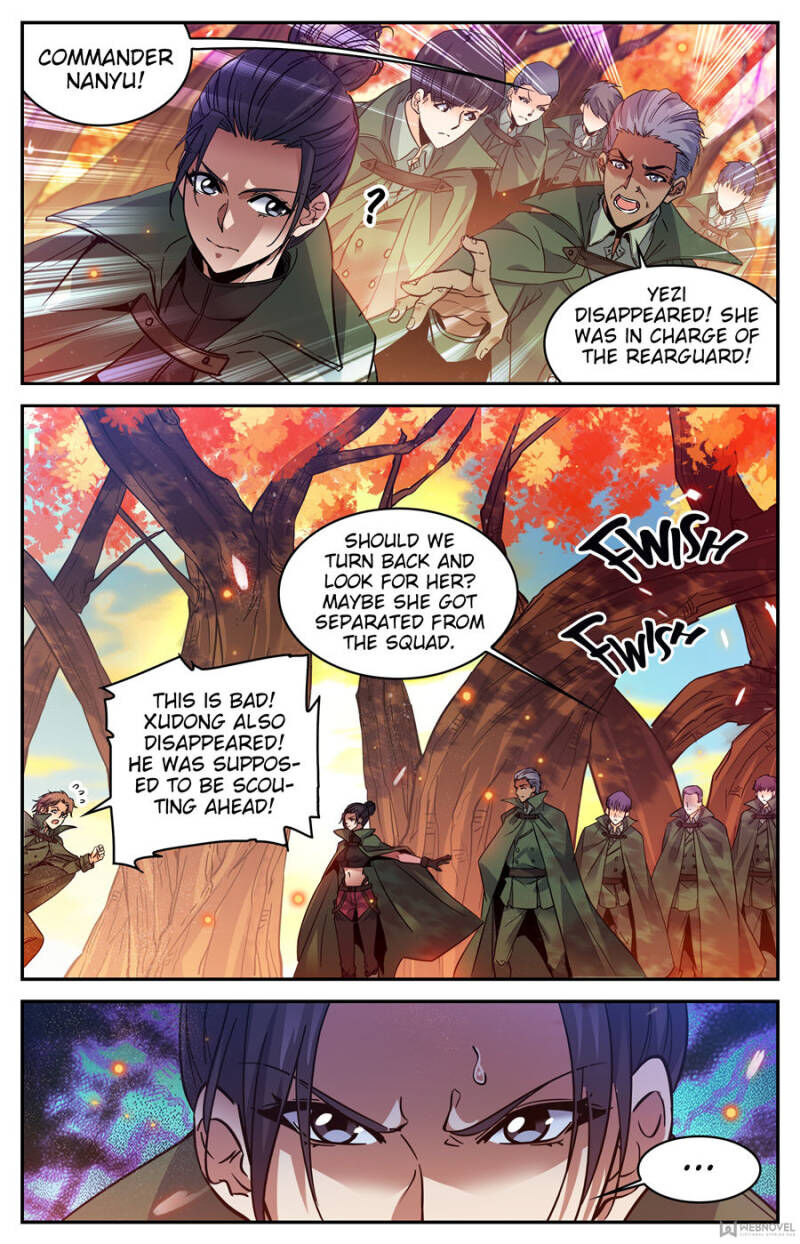 COMMANDER
NANYU!
?
YEZI
DISAPPEARED! SHE
WAS IN CHARGE OF
THE REARGUARD!
SHOULD WE
TURN BACK AND
LOOK FOR HER?
MAYBE SHE GOT
SEPARATED FROM
THE SQUAD.
FWISH
FWISH
THIS IS BAD!
XUDONG ALSO
DISAPPEARED!
HE WAS SUPPOS-
ED TO BE SCOU-
TING AHEAD!
...
WEBNOVEL